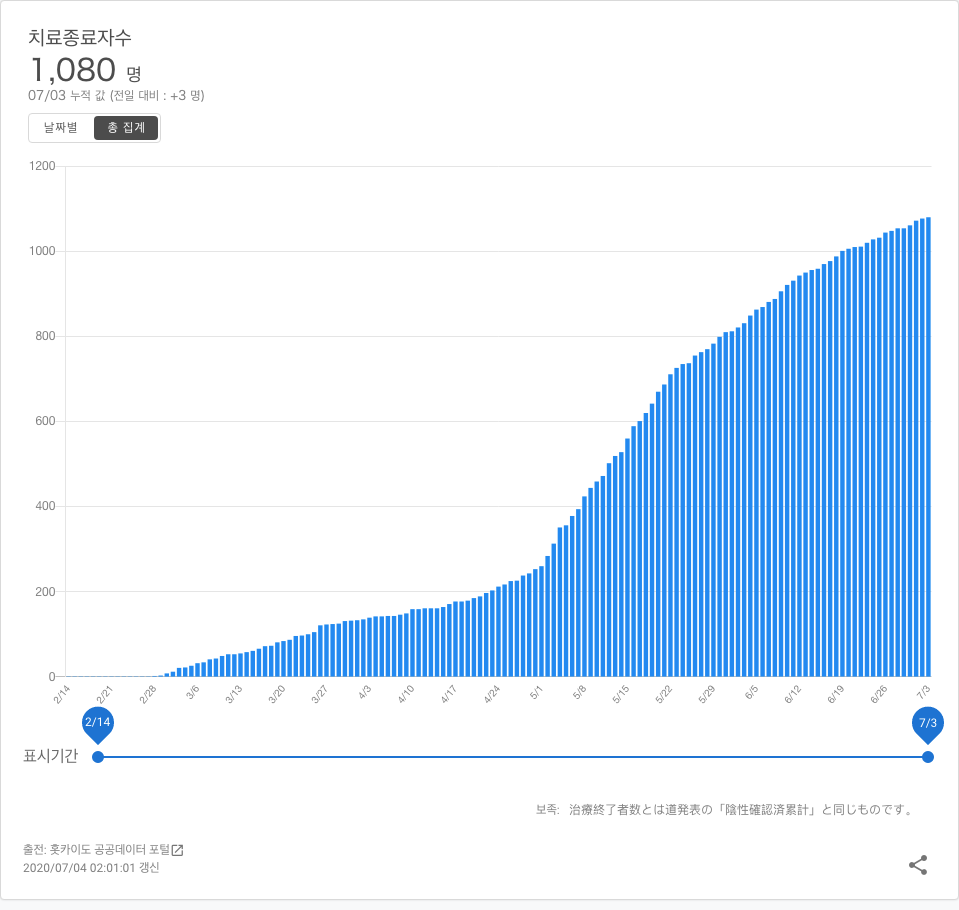 치료종료자수
1,080 명
07/03 누적 값 (전일 대비 : +3 명)
날짜별 총 집계
1200
1000
800
600
400
200
0
2/14 2/21 2/28 3/6 3/13 3/20 3/27 4/3 4/10 4/17 4/24 5/1 5/8 5/15 5/22 5/29 6/5 6/12 6/19 6/26 7/3
2/14 7/3
표시기간
보족: 治療終了者数とは道発表の「陰性確認済累計」と同じものです。
출전: 홋카이도 공공데이터 포털
2020/07/04 02:01:01 갱신